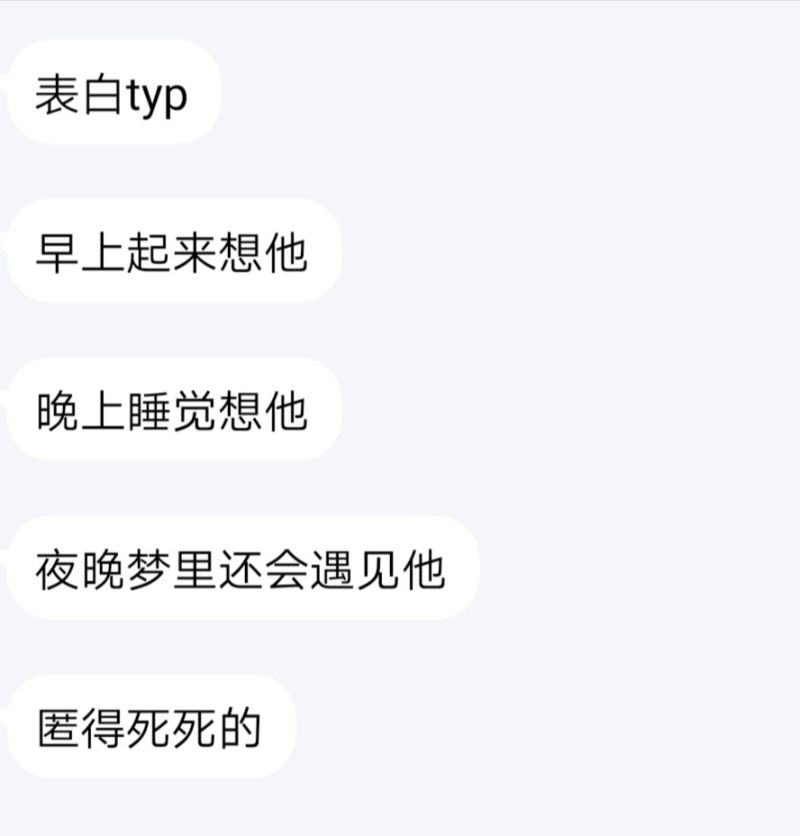 表白typ
早上起来想他
晚上睡觉想他
夜晚梦里还会遇见他
匿得死死的